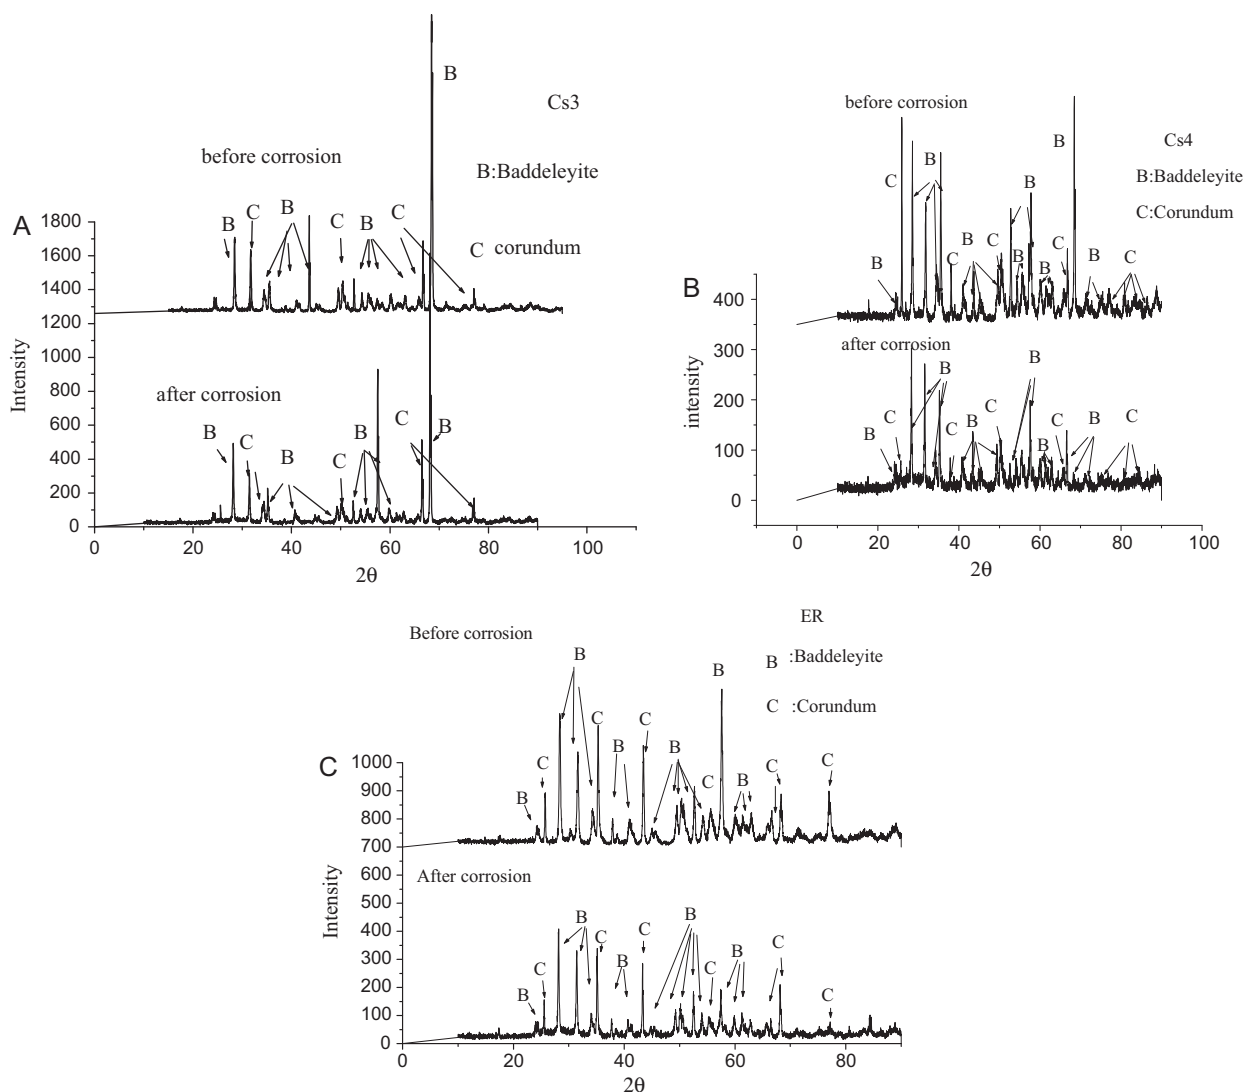 B
Cs3
before corrosion
B:Baddeleyite
B C B C B C
C corundum
A
1800
1600
1400
1200
1000
800
600
400
200
0
Intensity
after corrosion
B C B C B C B
0 20 40 60 80 100
2θ
before corrosion
Cs4
B:Baddeleyite
C:Corundum
C B B B
B B C B B C B C
B
400
300
200
100
0
intensity
after corrosion
B C B C B C B B C B C
0 20 40 60 80 100
2θ
Before corrosion
ER
B :Baddeleyite
C :Corundum
B C B C B C B C B B C C
C
1000
900
800
700
600
500
400
300
200
100
0
Intensity
After corrosion
B C B C B C B C B C C
0 20 40 60 80
2θ